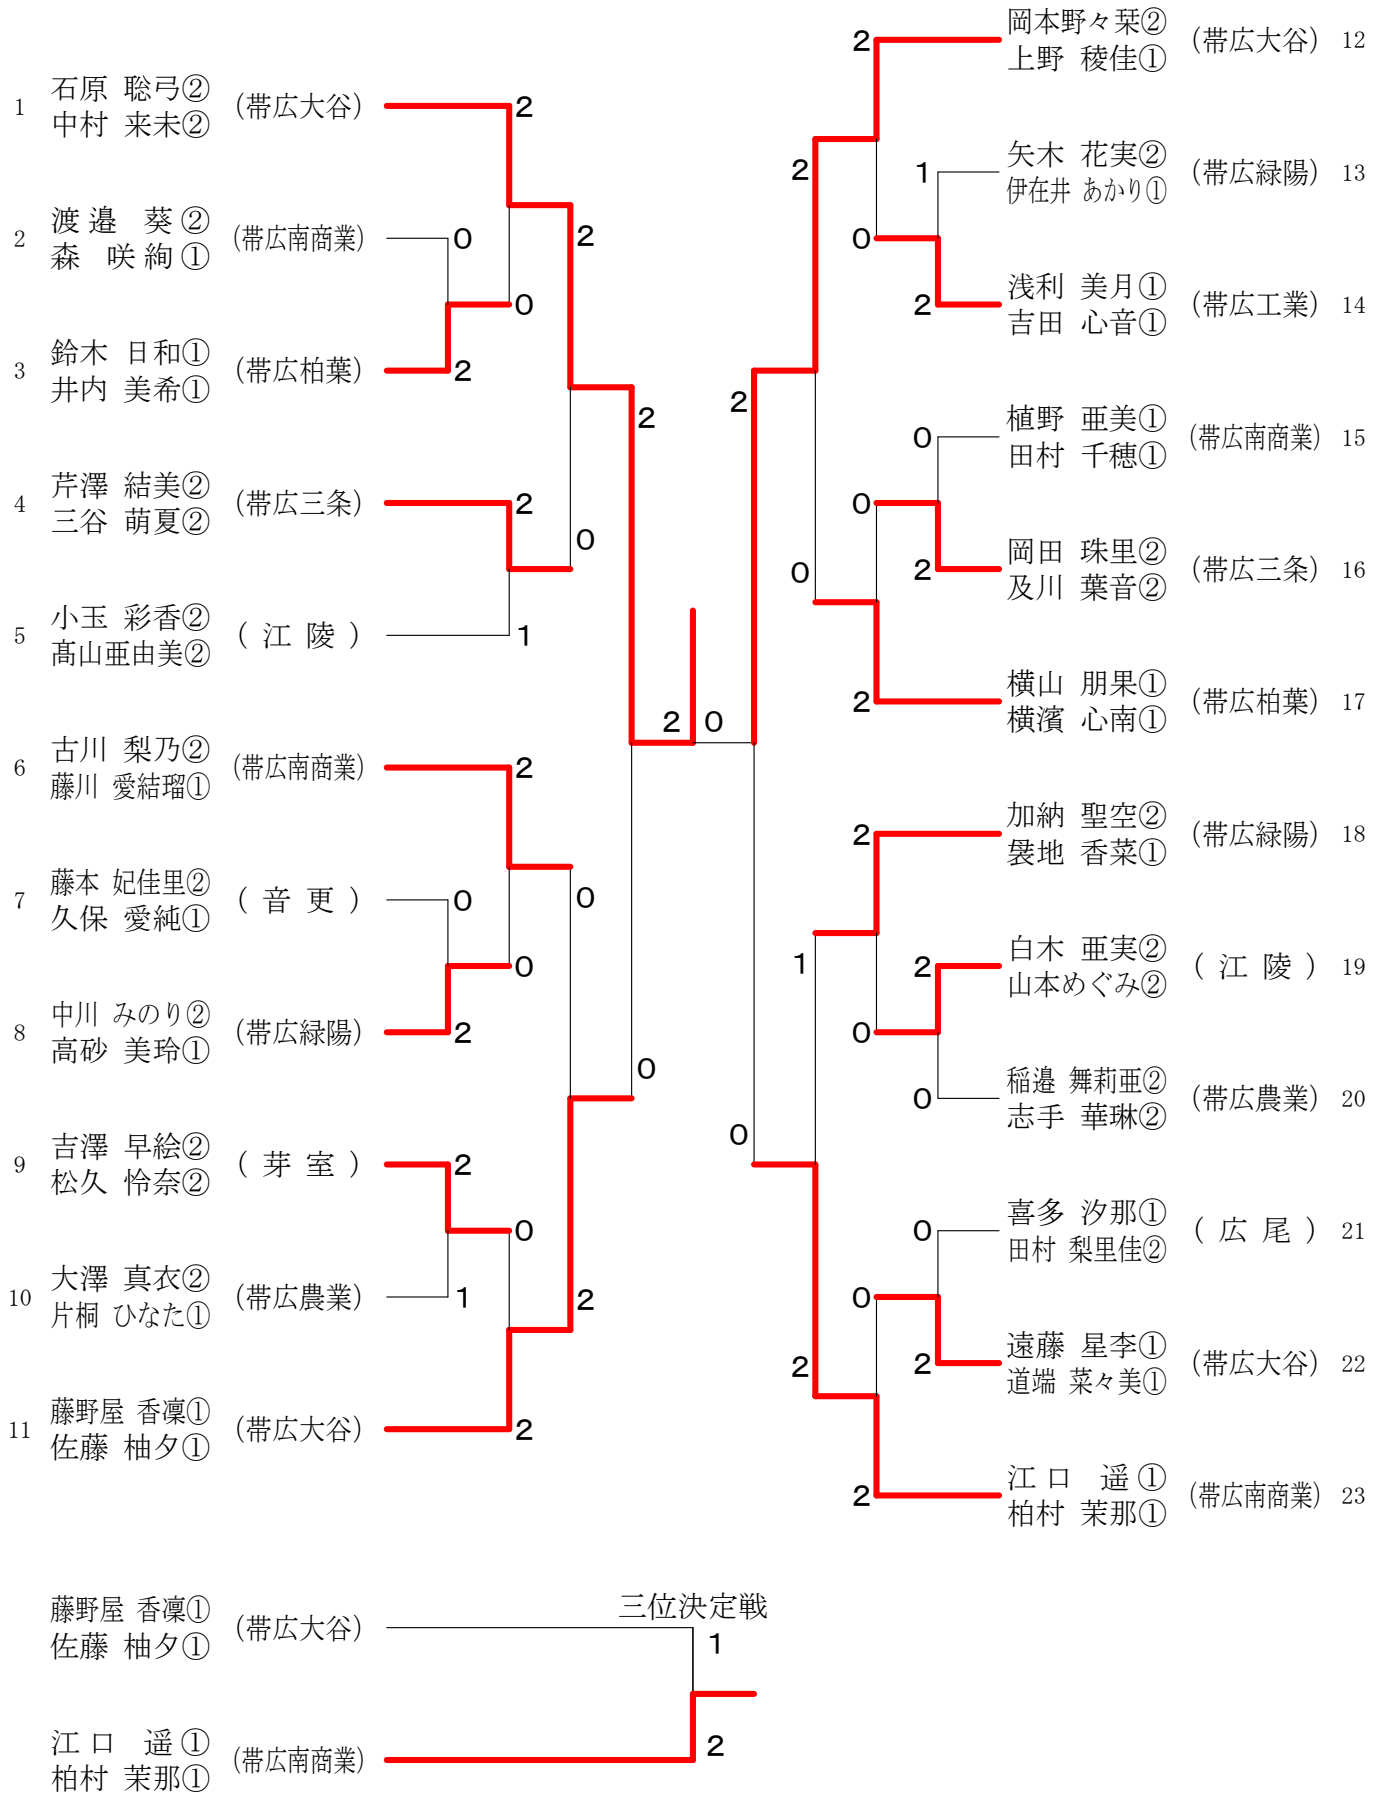 1 石原 聡弓② (帯広大谷) 2
中村 来未②
2 渡邉 葵② (帯広南商業) 0
森 咲絢①
2
0
3 鈴木 日和① (帯広柏葉) 2
井内 美希①
2
4 芹澤 結美② (帯広三条) 2
三谷 萌夏②
0
5 小玉 彩香② (江陵) 1
髙山亜由美②
2 0
6 古川 梨乃② (帯広南商業) 2
藤川 愛結瑠①
7 藤本 妃佳里② (音更) 0
久保 愛純①
0
0
8 中川 みのり② (帯広緑陽) 2
高砂 美玲①
0
9 吉澤 早絵② (芽室) 2
松久 怜奈②
0
10 大澤 真衣② (帯広農業) 1
片桐 ひなた①
2
11 藤野屋 香凜① (帯広大谷) 2
佐藤 柚夕①
2 岡本野々栞② (帯広大谷) 12
上野 稜佳①
2
1 矢木 花実② (帯広緑陽) 13
伊在井 あかり①
0
2 浅利 美月① (帯広工業) 14
吉田 心音①
2
0 植野 亜美① (帯広南商業) 15
田村 千穂①
0
2 岡田 珠里② (帯広三条) 16
及川 葉音②
0
2 横山 朋果① (帯広柏葉) 17
横濱 心南①
2 加納 聖空② (帯広緑陽) 18
袰地 香菜①
1
2 白木 亜実② (江陵) 19
山本めぐみ②
0
0 稲邉 舞莉亜② (帯広農業) 20
志手 華琳②
0
0 喜多 汐那① (広尾) 21
田村 梨里佳②
0
2 遠藤 星李① (帯広大谷) 22
道端 菜々美①
2
2 江口 遥① (帯広南商業) 23
柏村 茉那①
三位決定戦
藤野屋 香凜① (帯広大谷) 1
佐藤 柚夕①
江口 遥① (帯広南商業) 2
柏村 茉那①